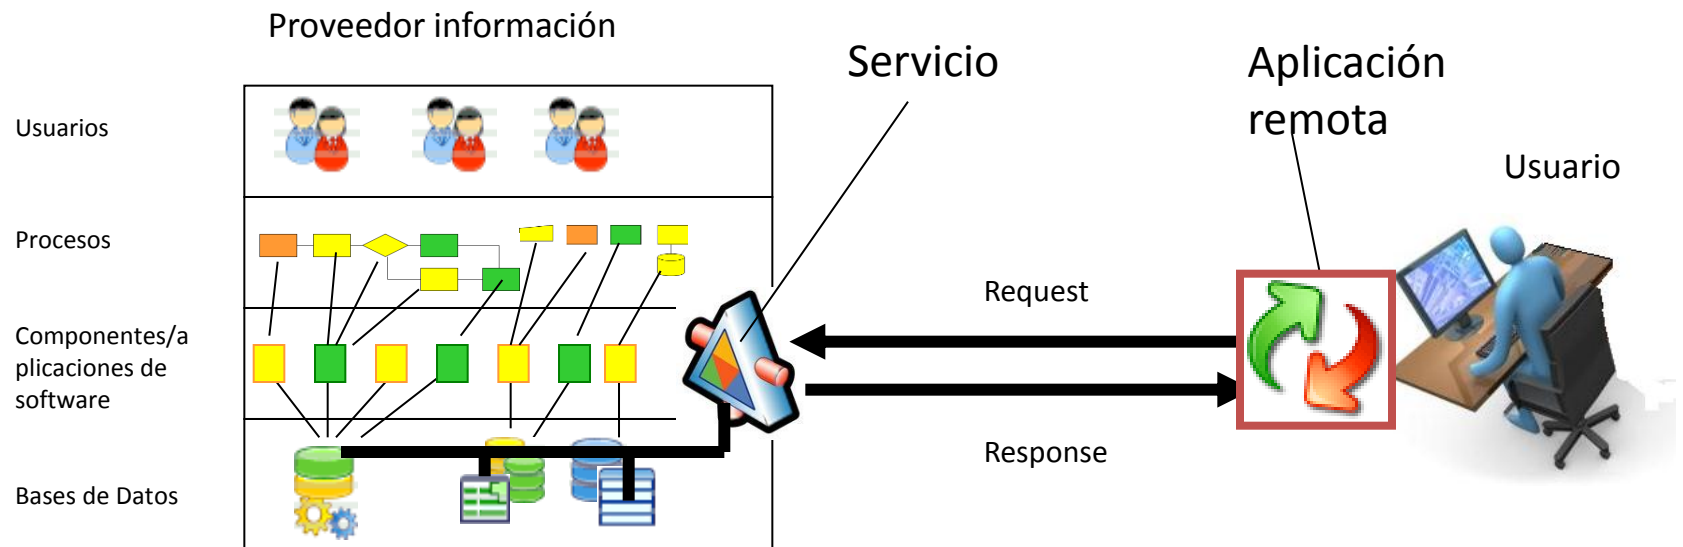 Proveedor información
Servicio
Aplicación
remota
Usuario
Usuarios
Procesos
Componentes/a
plicaciones de
software
Bases de Datos
Request
Response